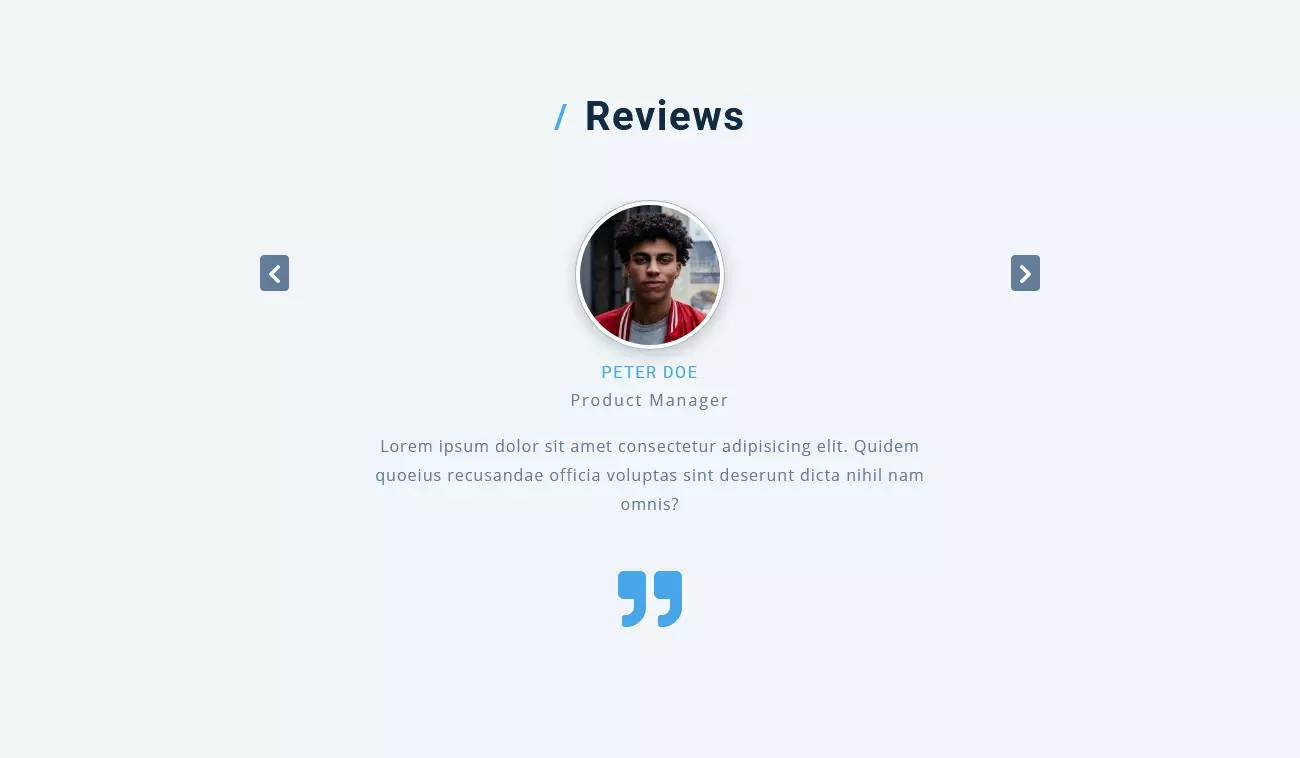 / Reviews
PETER DOE
Product Manager
Lorem ipsum dolor sit amet consectetur adipisicing elit. Quidem
quoeius recusandae officia voluptas sint deserunt dicta nihil nam
omnis?